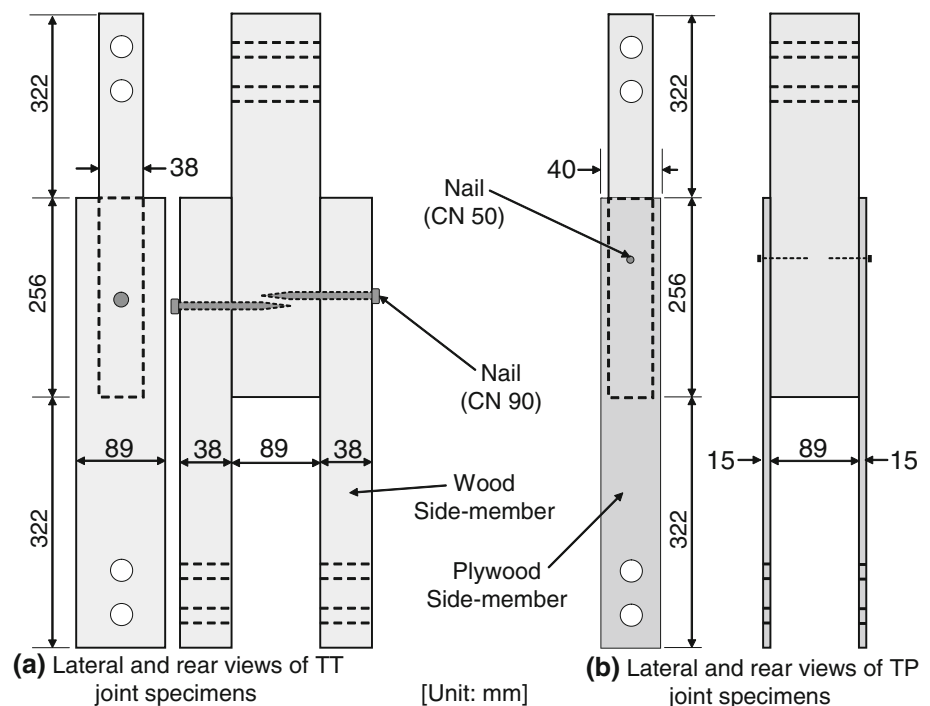 322
256
322
38
89
38
89
38
Nail
(CN 50)
Nail
(CN 90)
Wood
Side-member
Plywood
Side-member
40
322
256
322
15
89
15
(a) Lateral and rear views of TT
joint specimens
[Unit: mm]
(b) Lateral and rear views of TP
joint specimens